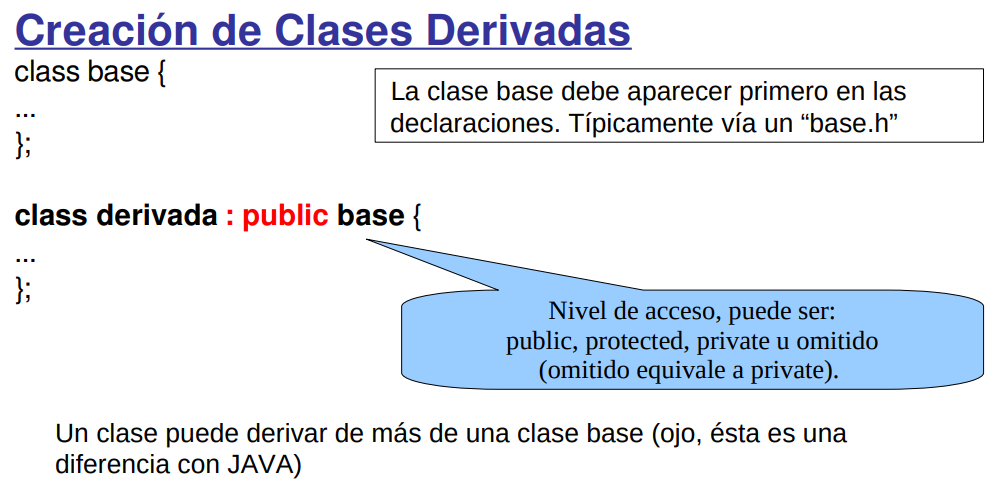 Creación de Clases Derivadas
class base {
...
};
La clase base debe aparecer primero en las
declaraciones. Típicamente vía un “base.h”
class derivada : public base {
...
};
Nivel de acceso, puede ser:
public, protected, private u omitido
(omitido equivale a private).
Un clase puede derivar de más de una clase base (ojo, ésta es una
diferencia con JAVA)